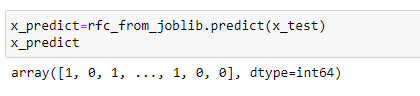 x_predict=rfc_from_joblib.predict(x_test)
x_predict
array([1, 0, 1, ..., 1, 0, 0], dtype=int64)